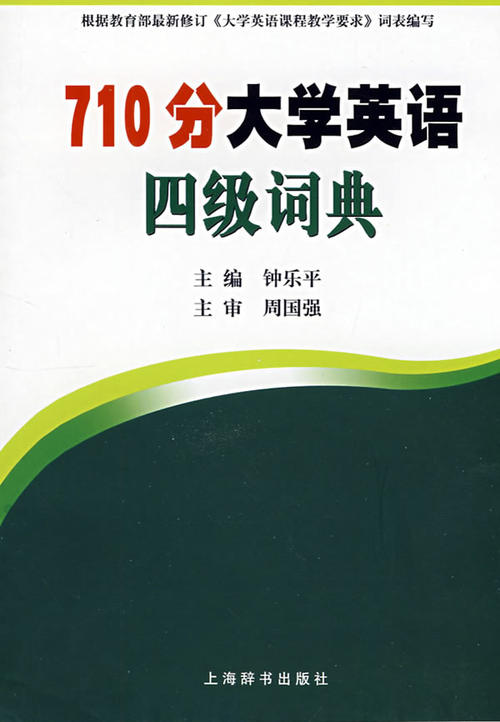 根据教育部最新修订《大学英语课程教学要求》词表编写
710分大学英语
四级词典
主编 钟乐平
主审 周国强
上海辞书出版社